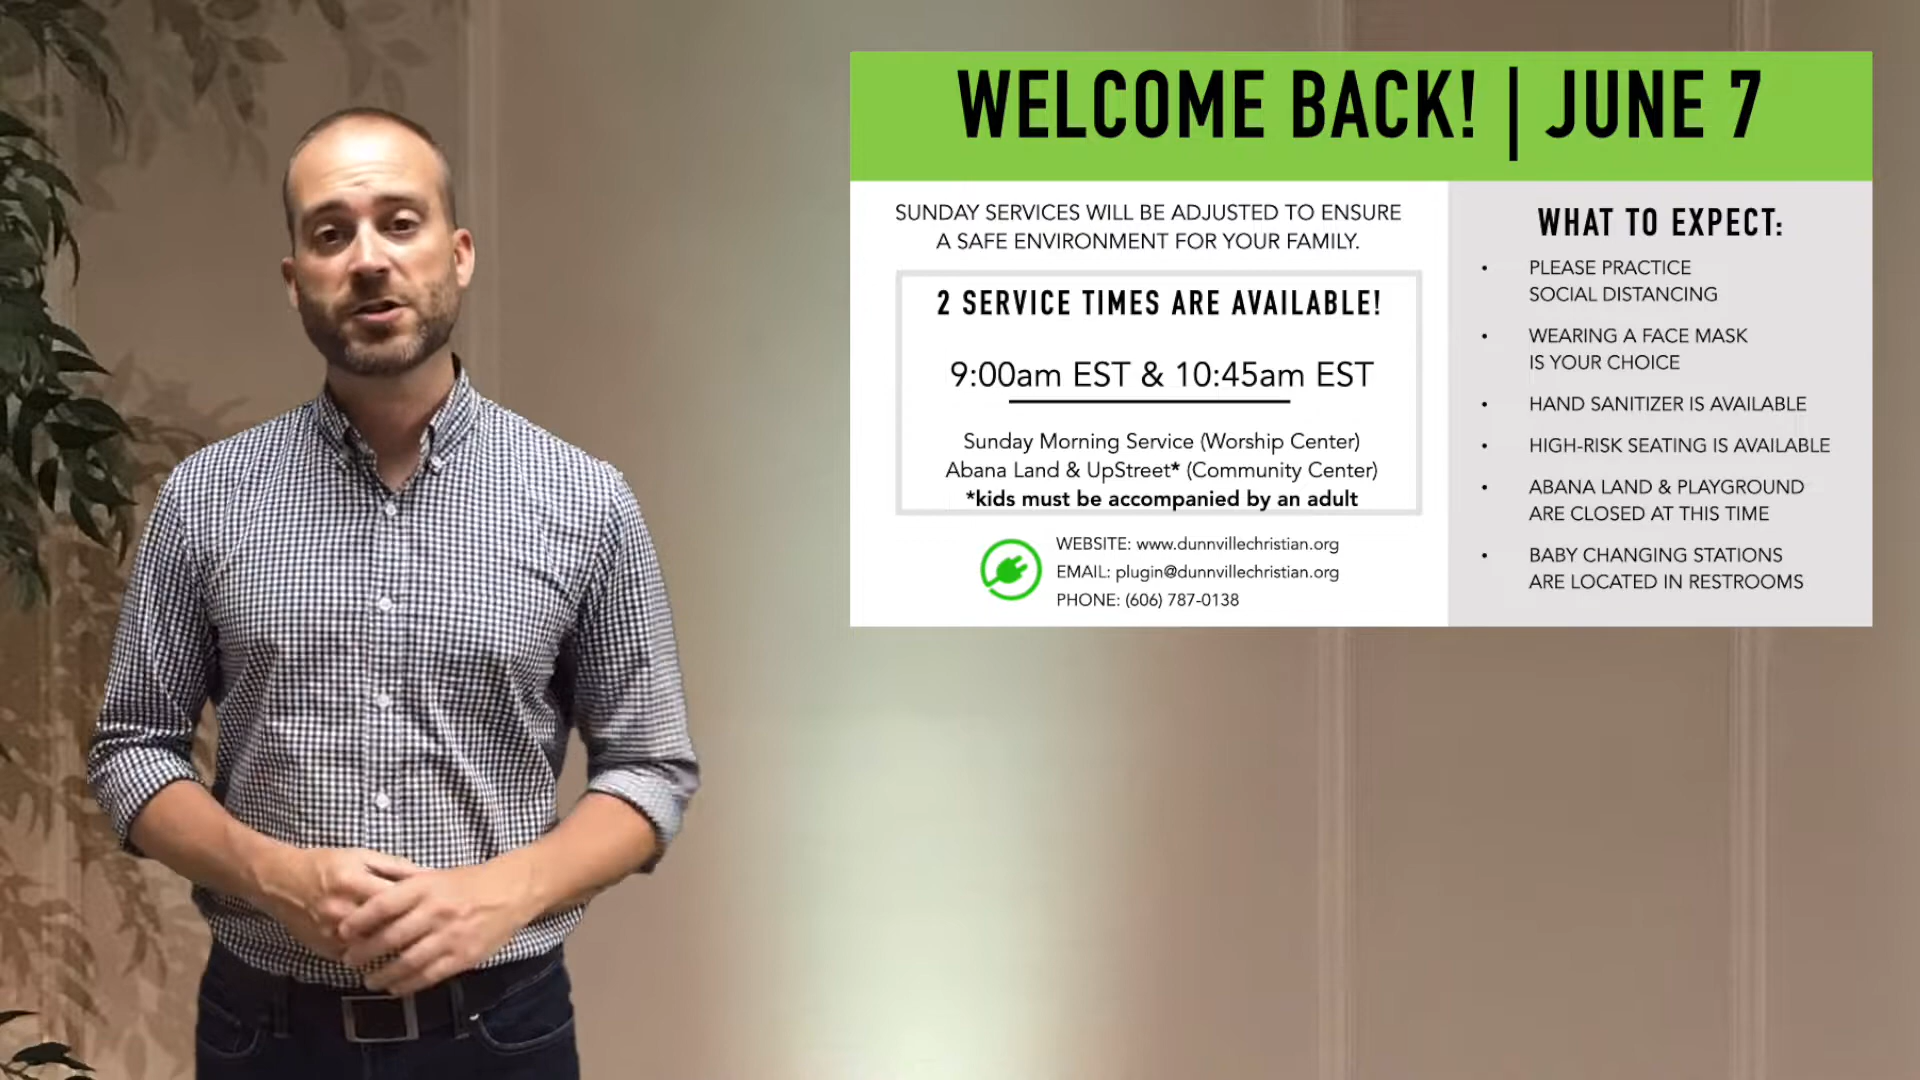 WELCOME BACK! | JUNE 7
SUNDAY SERVICES WILL BE ADJUSTED TO ENSURE
A SAFE ENVIRONMENT FOR YOUR FAMILY.
2 SERVICE TIMES ARE AVAILABLE!
9:00am EST & 10:45am EST
Sunday Morning Service (Worship Center)
Abana Land & UpStreet* (Community Center)
*kids must be accompanied by an adult
WEBSITE: www.dunnvillechristian.org
EMAIL: plugin@dunnvillechristian.org
PHONE: (606) 787-0138
WHAT TO EXPECT:
• PLEASE PRACTICE
SOCIAL DISTANCING
• WEARING A FACE MASK
IS YOUR CHOICE
• HAND SANITIZER IS AVAILABLE
• HIGH-RISK SEATING IS AVAILABLE
• ABANA LAND & PLAYGROUND
ARE CLOSED AT THIS TIME
• BABY CHANGING STATIONS
ARE LOCATED IN RESTROOMS